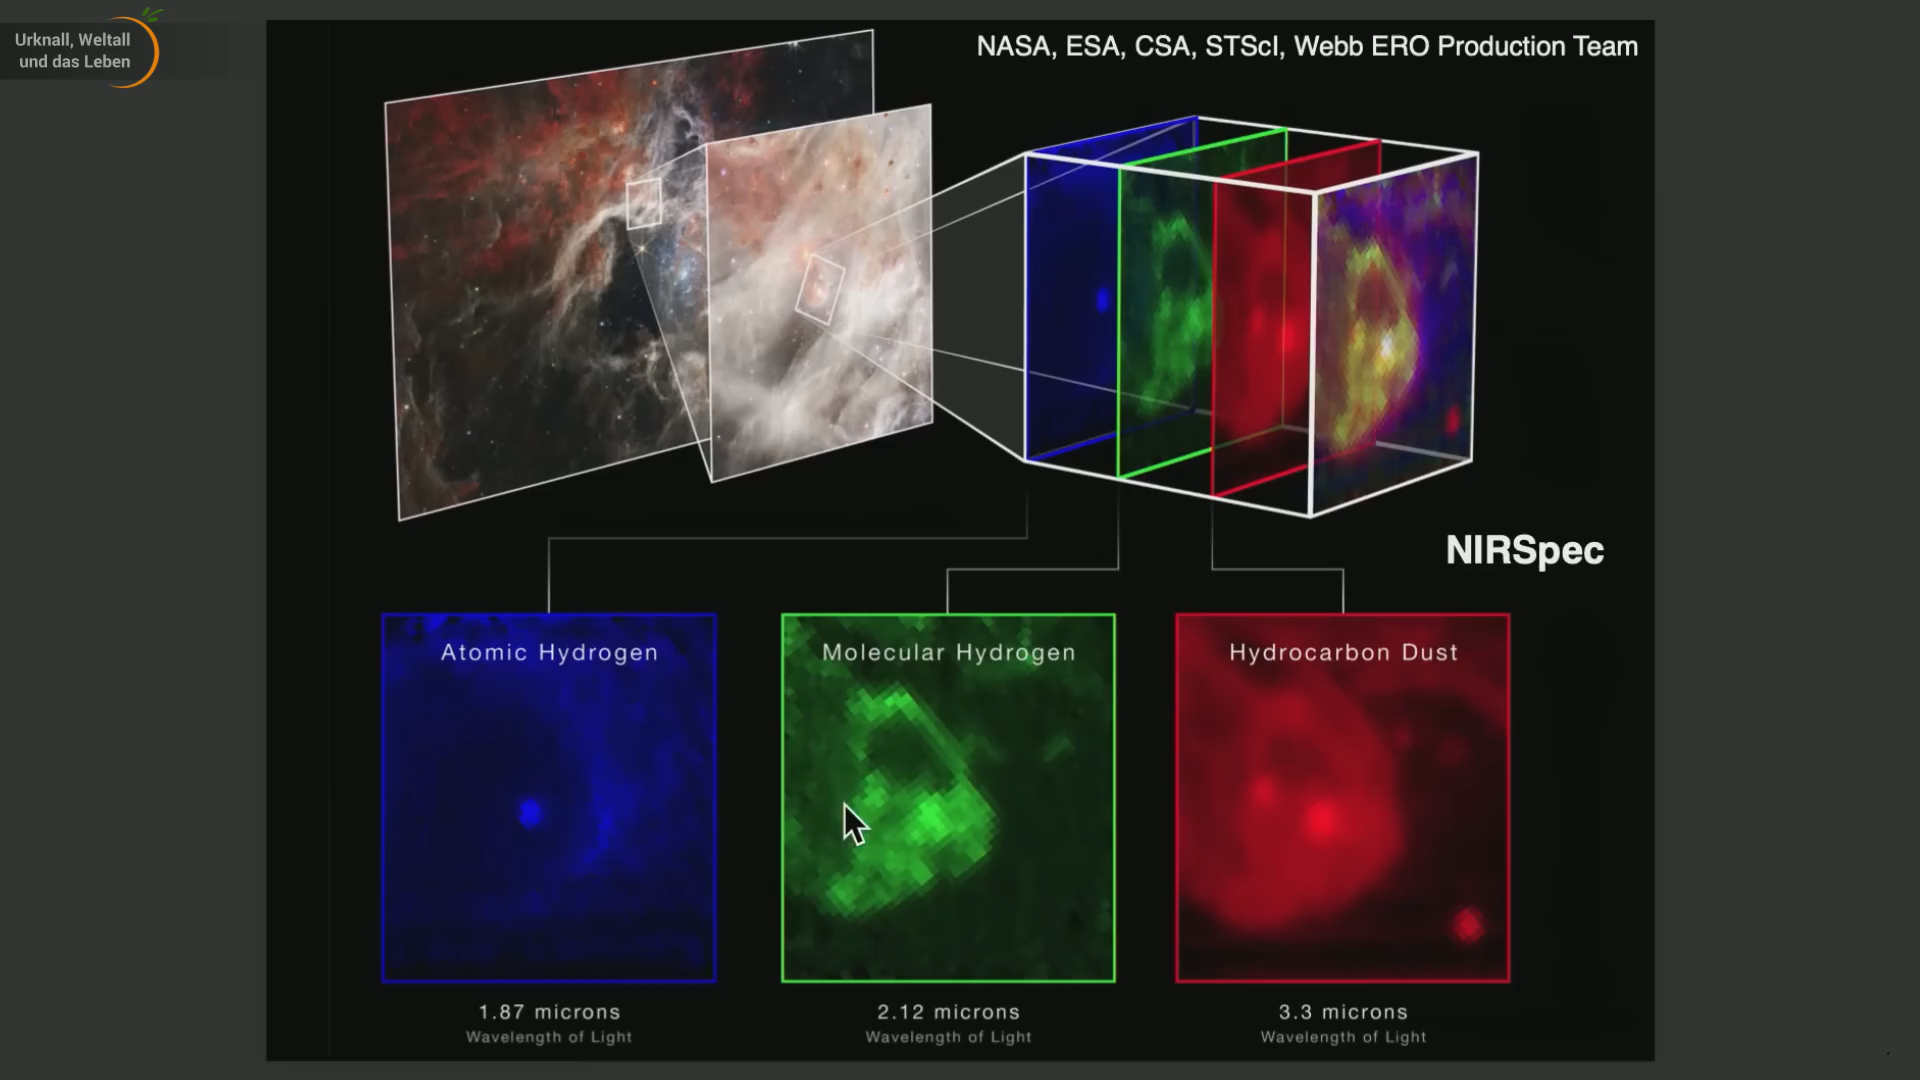 Urknall, Weltall
und das Leben
NASA, ESA, CSA, STScI, Webb ERO Production Team
NIRSpec
Atomic Hydrogen
Molecular Hydrogen
Hydrocarbon Dust
1.87 microns
Wavelength of Light
2.12 microns
Wavelength of Light
3.3 microns
Wavelength of Light